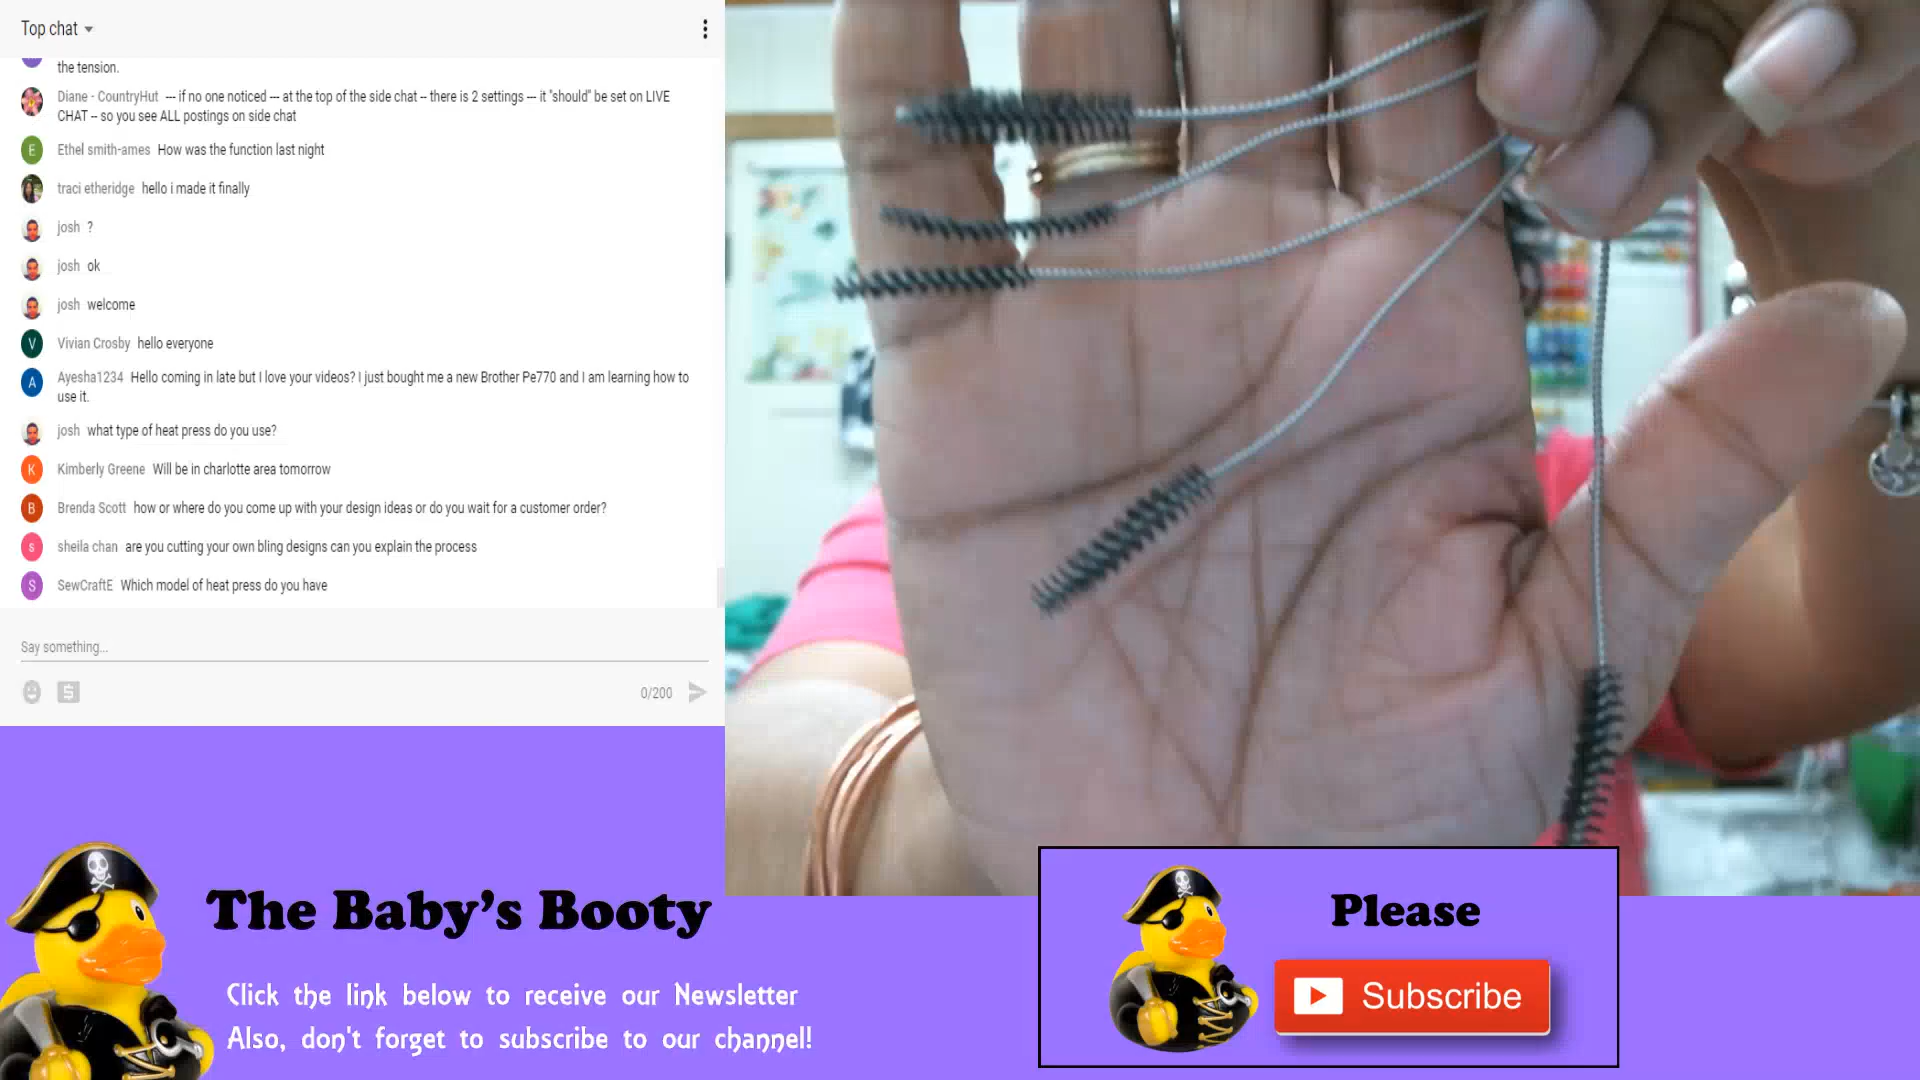 Top chat
the tension.
Diane - CountryHut --- if no one noticed --- at the top of the side chat -- there is 2 settings --- it "should" be set on LIVE
CHAT -- so you see ALL postings on side chat
E
Ethel smith-ames How was the function last night
traci etheridge hello i made it finally
josh ?
josh ok
josh welcome
V
Vivian Crosby hello everyone
A
Ayesha1234 Hello coming in late but I love your videos? I just bought me a new Brother Pe770 and I am learning how to
use it.
josh what type of heat press do you use?
K
Kimberly Greene Will be in charlotte area tomorrow
B
Brenda Scott how or where do you come up with your design ideas or do you wait for a customer order?
s
sheila chan are you cutting your own bling designs can you explain the process
S
SewCraftE Which model of heat press do you have
Say something...
$
0/200
The Baby's Booty
Click the link below to receive our Newsletter
Also, don't forget to subscribe to our channel!
Please
Subscribe